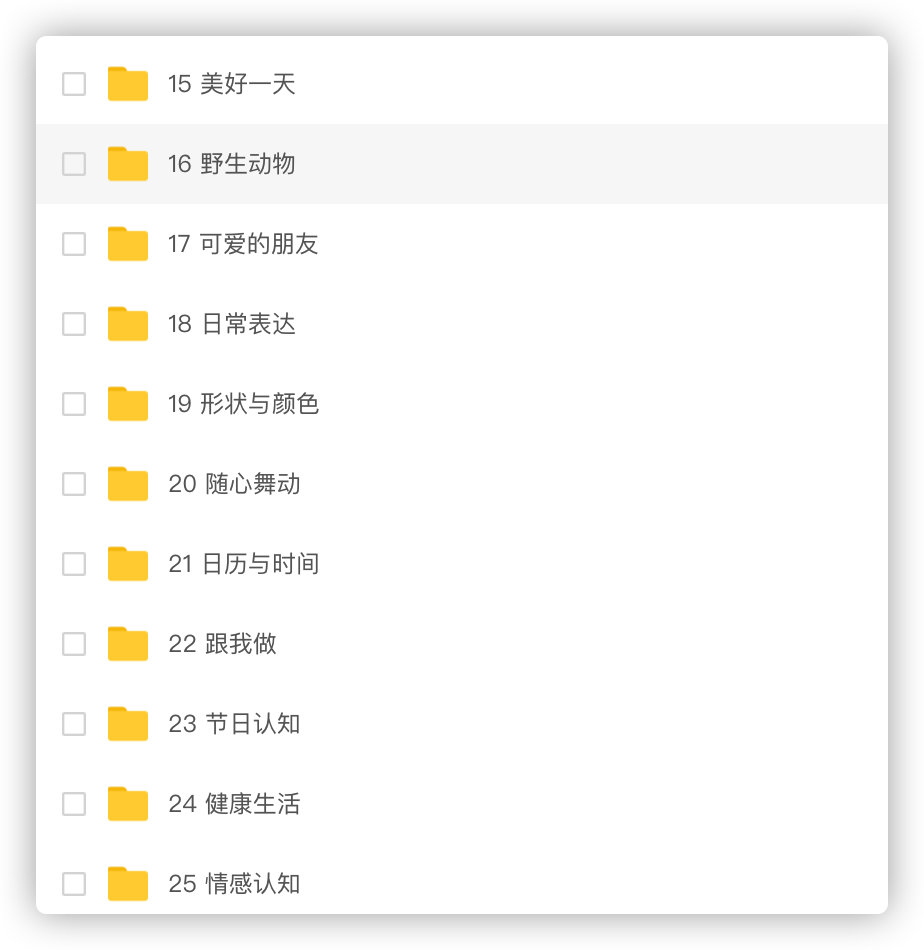 15 美好一天
16 野生动物
17 可爱的朋友
18 日常表达
19 形状与颜色
20 随心舞动
21 日历与时间
22 跟我做
23 节日认知
24 健康生活
25 情感认知